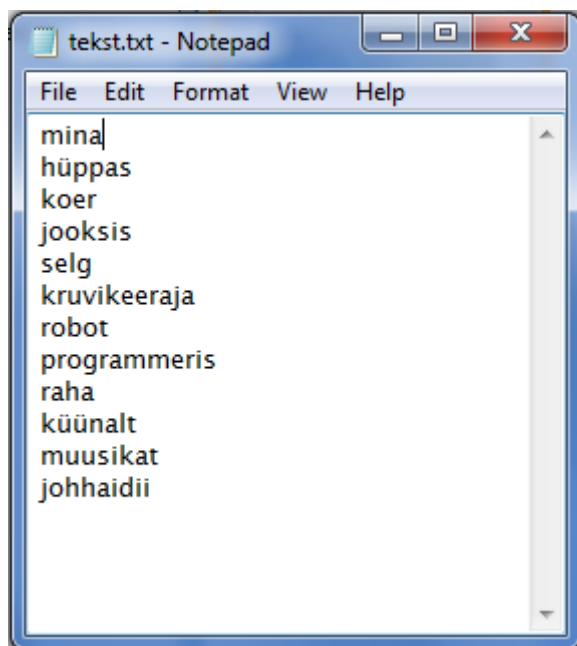 tekst.txt - Notepad
File Edit Format View Help
mina
hüppas
koer
jooksis
selg
kruvikeeraja
robot
programmeris
raha
küünalt
muusikat
johhaidii